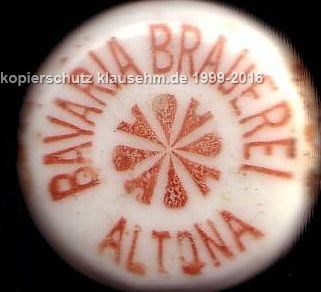 kopierschutz klausehm.de 1999-2016
BAVARIA BRAUEREI
ALTONA